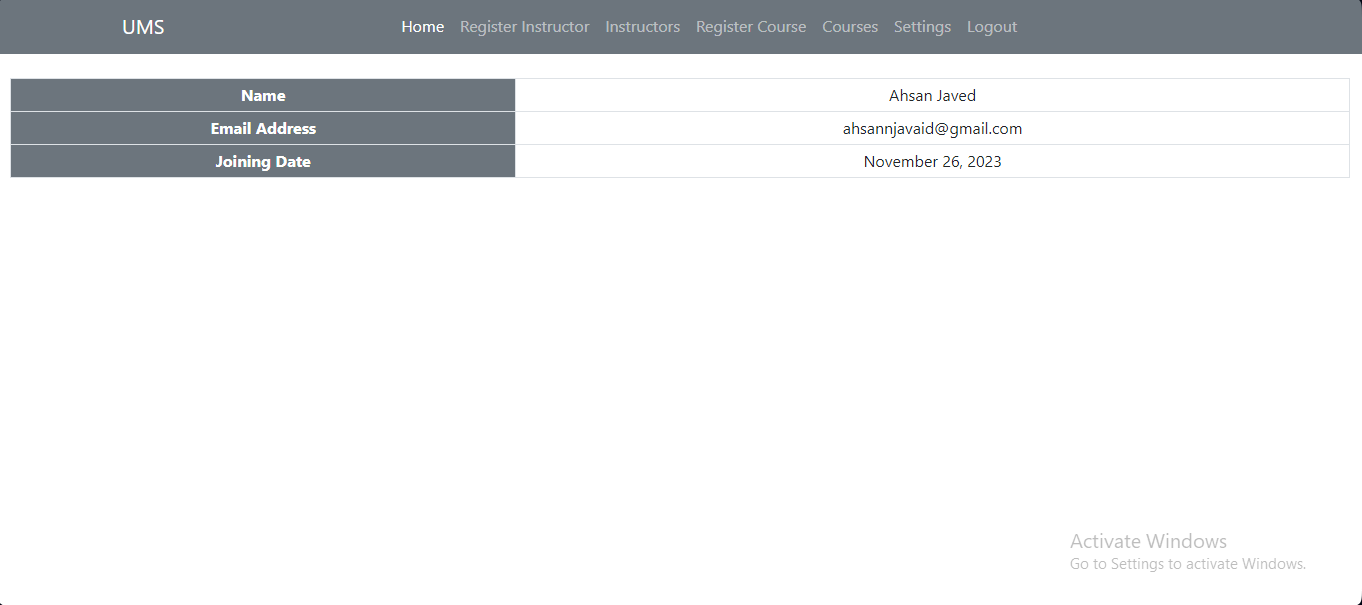 UMS Home Register Instructor Instructors Register Course Courses Settings Logout
Name Ahsan Javed
Email Address ahsannjavaid@gmail.com
Joining Date November 26, 2023
Activate Windows
Go to Settings to activate Windows.